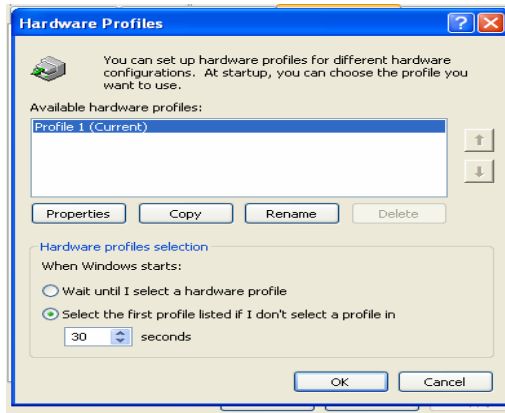 Hardware Profiles
You can set up hardware profiles for different hardware
configurations. At startup, you can choose the profile you
want to use.
Available hardware profiles:
Profile 1 (Current)
Properties
Copy
Rename
Delete
Hardware profiles selection
When Windows starts:
Wait until I select a hardware profile
Select the first profile listed if I don't select a profile in
30 seconds
OK
Cancel